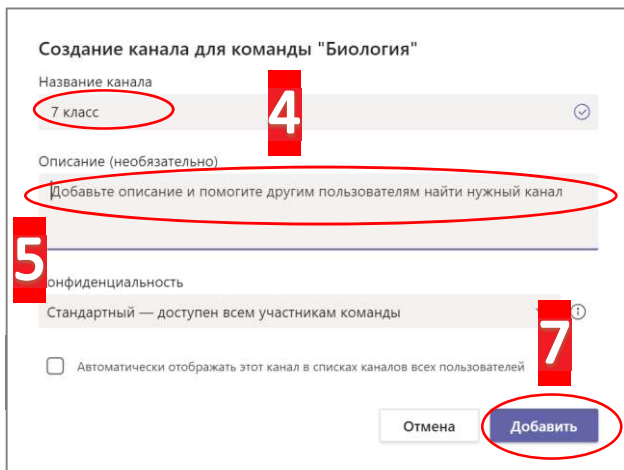 Создание канала для команды "Биология"
Название канала
7 класс
4
Описание (необязательно)
Добавьте описание и помогите другим пользователям найти нужный канал
5
онфиденциальность
Стандартный — доступен всем участникам команды
7
Автоматически отображать этот канал в списках каналов всех пользователей
Отмена Добавить